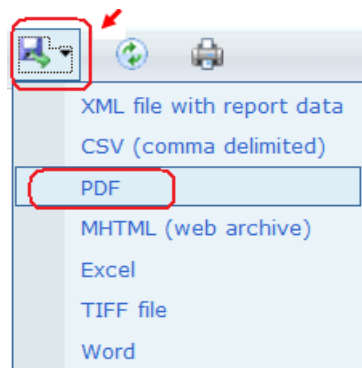 XML file with report data
CSV (comma delimited)
PDF
MHTML (web archive)
Excel
TIFF file
Word